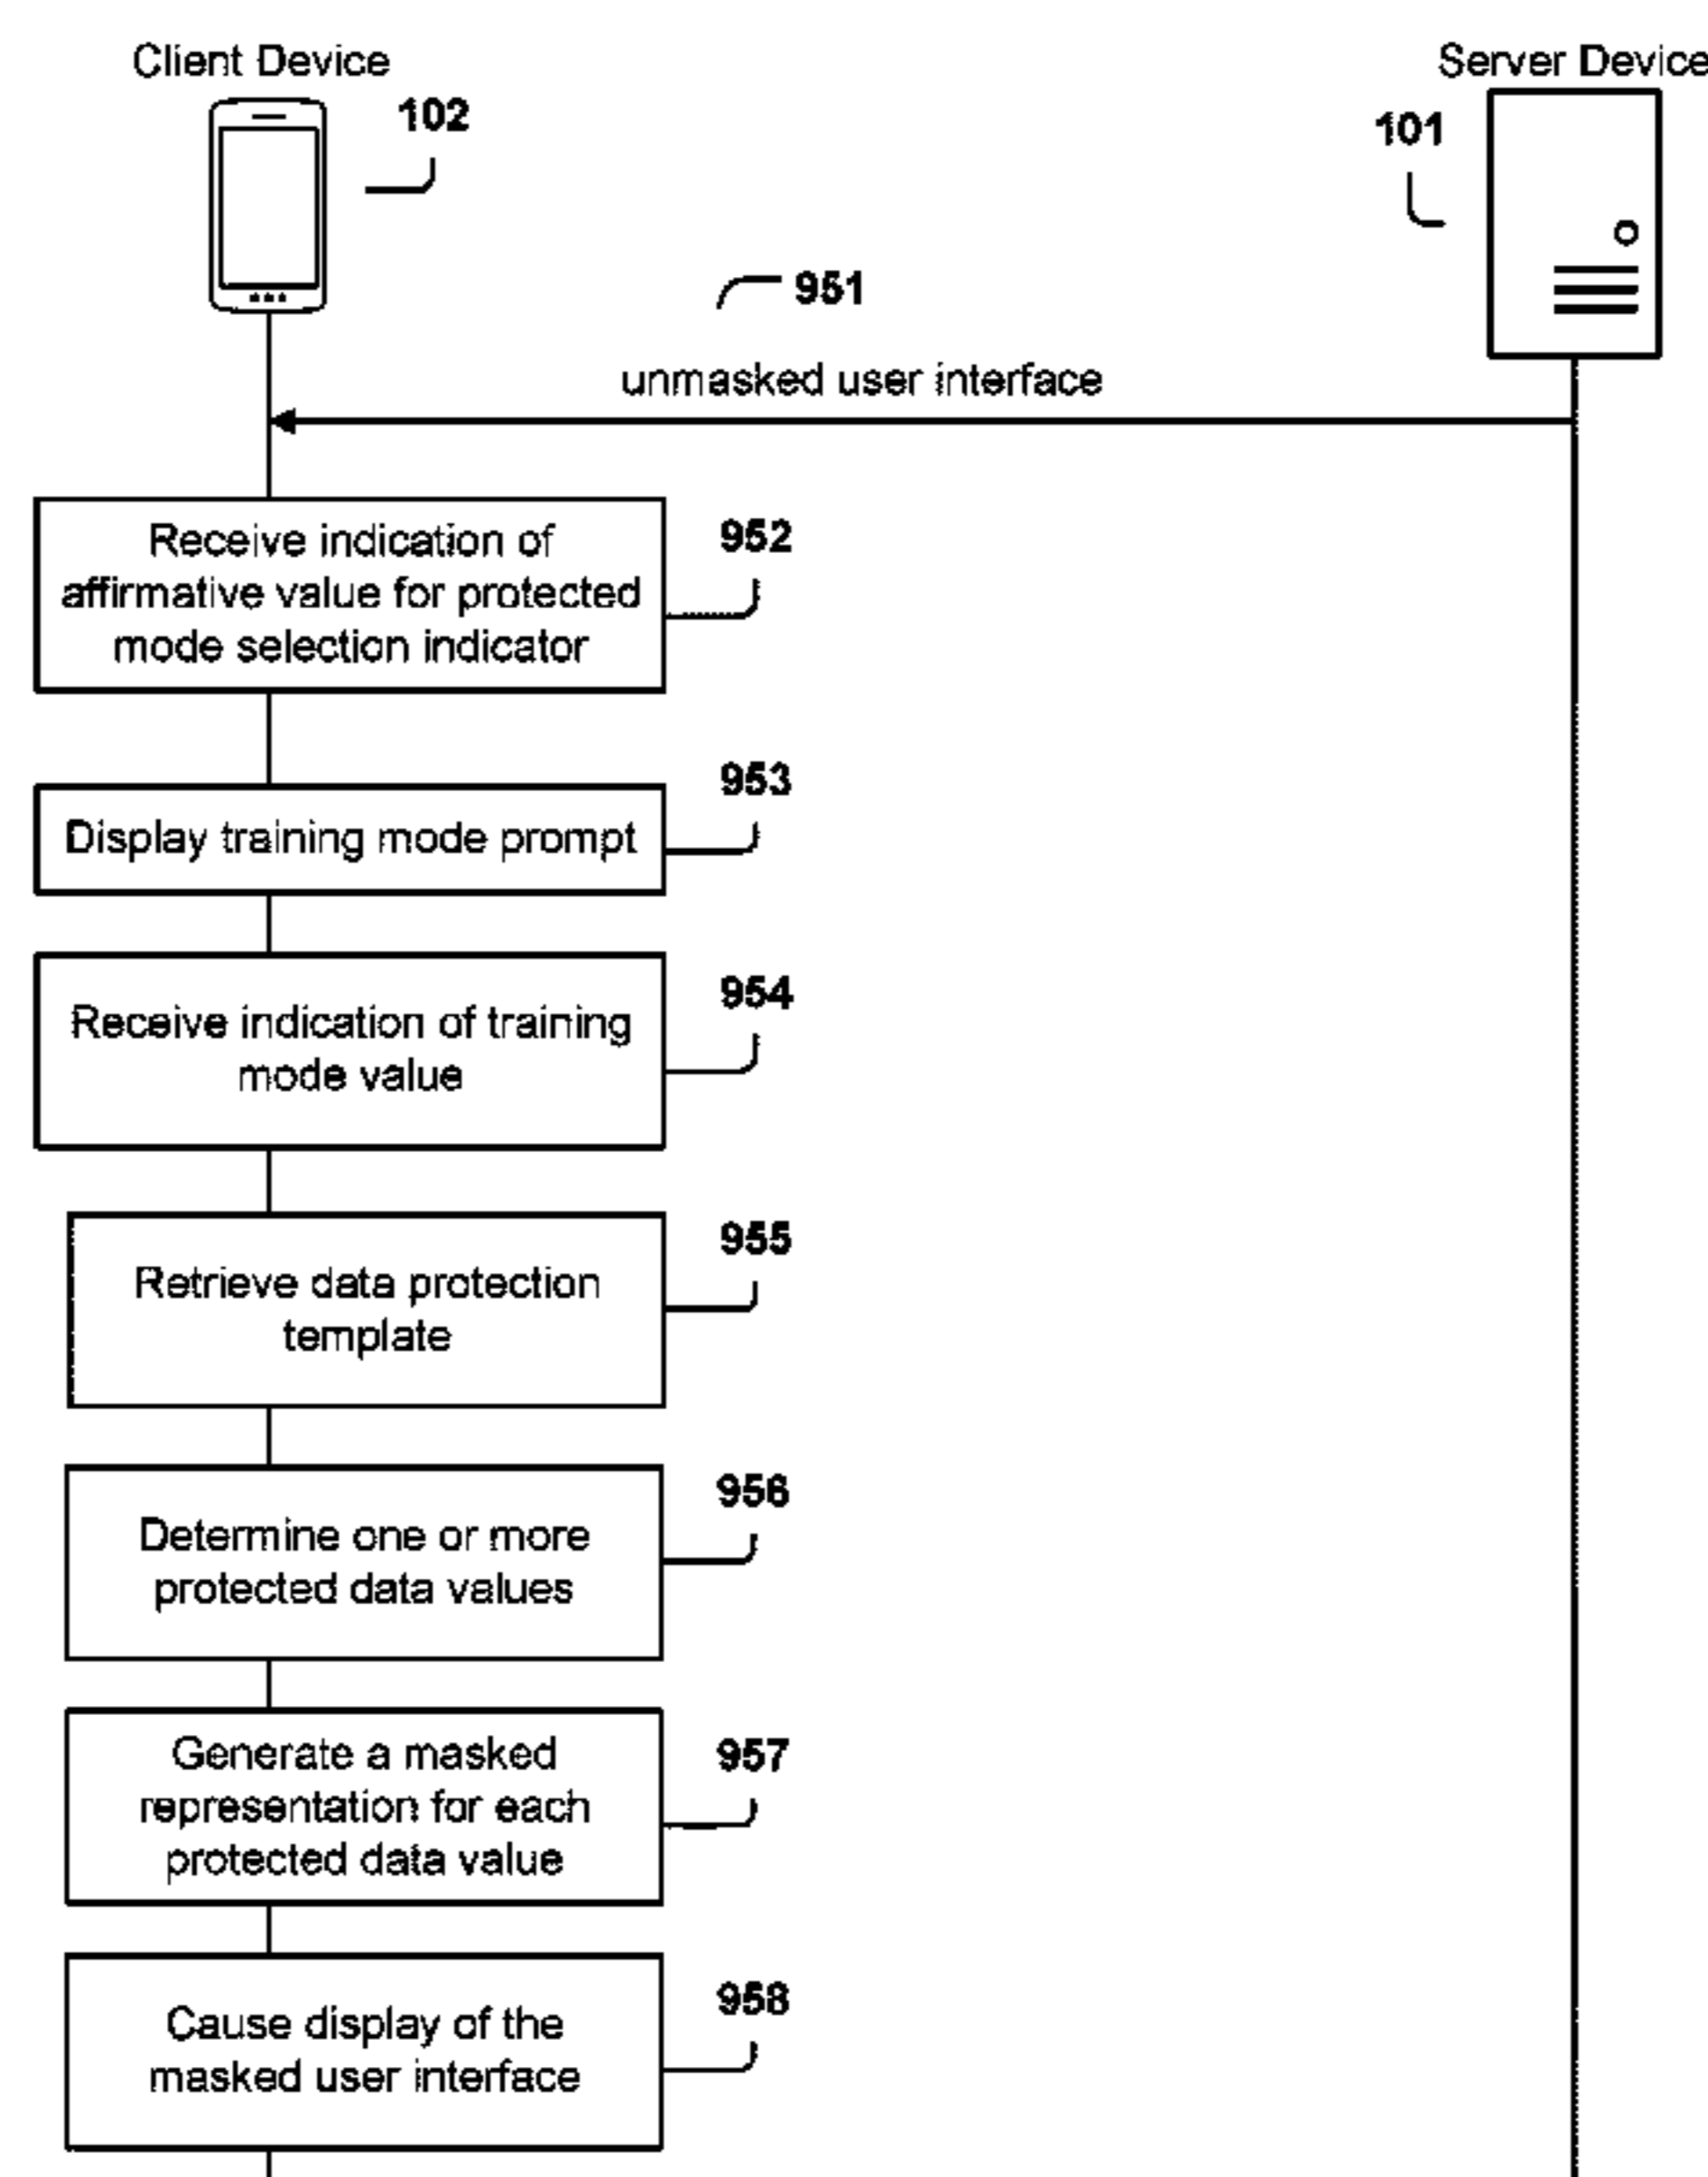 Client Device
Server Device
102
101
951
unmasked user interface
Receive indication of
affirmative value for protected
mode selection indicator
952
953
Display training mode prompt
954
Receive indication of training
mode value
955
Retrieve data protection
template
956
Determine one or more
protected data values
Generate a masked
representation for each
protected data value
957
Cause display of the
masked user interface
958